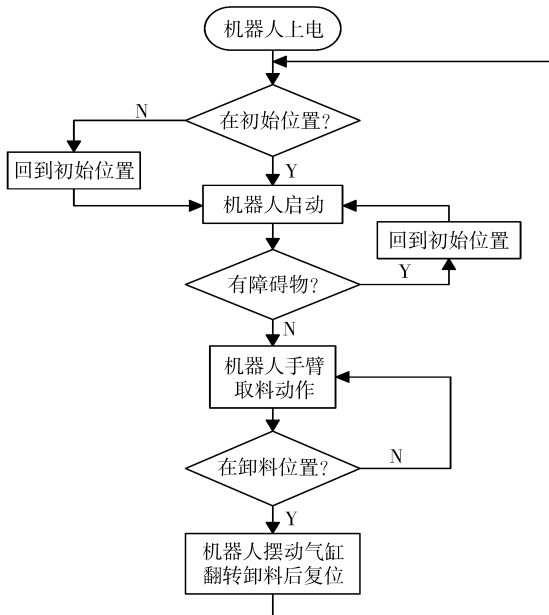 机器人上电
在初始位置?
N
回到初始位置
Y
机器人启动
回到初始位置
有障碍物?
Y
N
机器人手臂
取料动作
在卸料位置?
N
Y
机器人摆动气缸
翻转卸料后复位